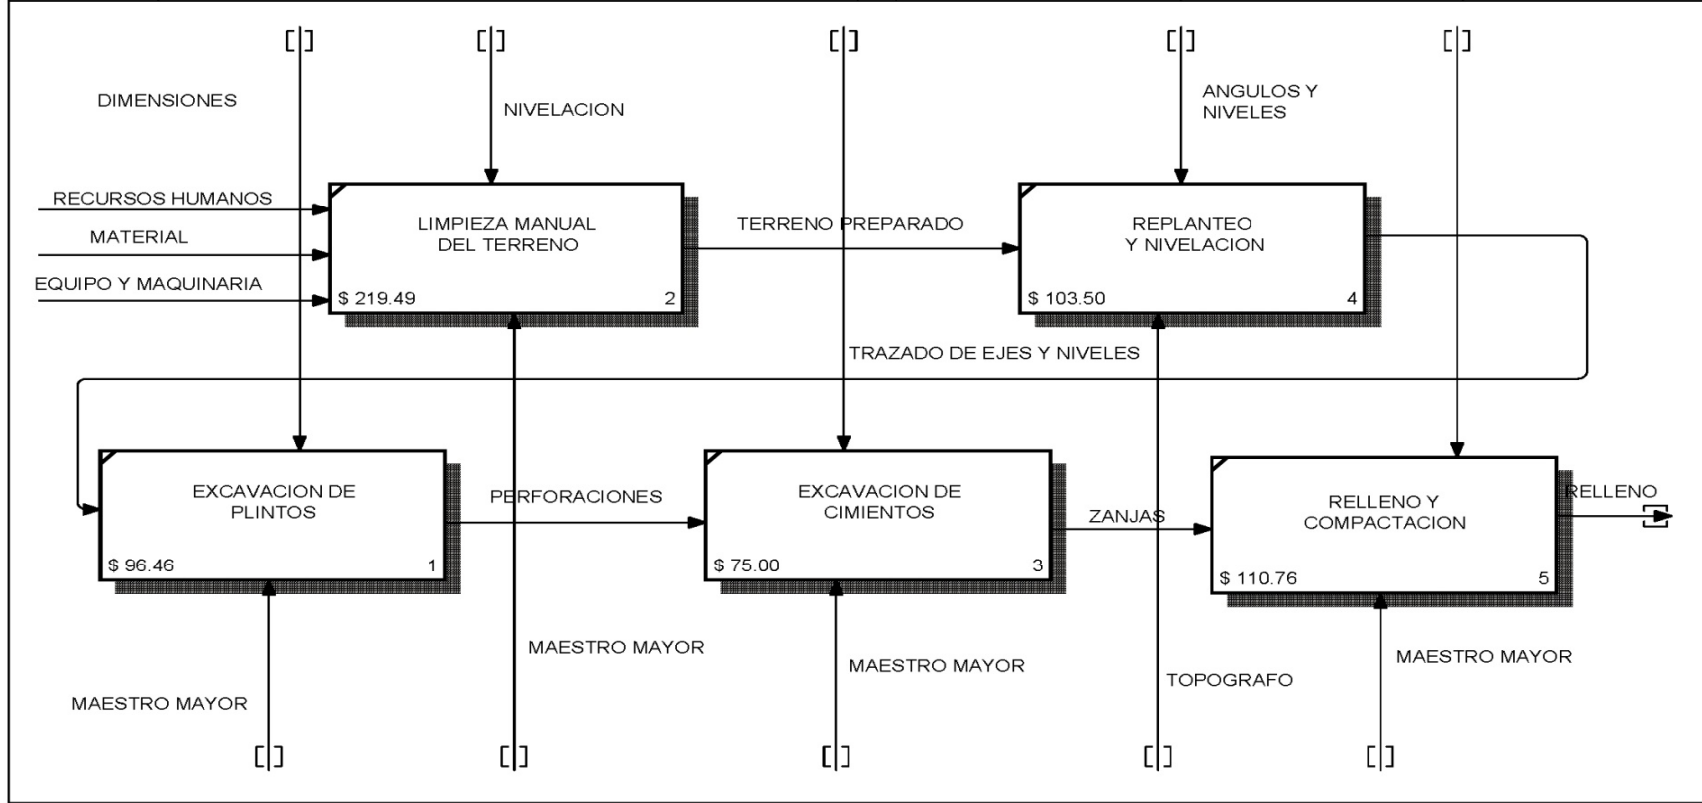 DIMENSIONES
NIVELACION
ANGULOS Y
NIVELES
RECURSOS HUMANOS
MATERIAL
EQUIPO Y MAQUINARIA
LIMPIEZA MANUAL
DEL TERRENO
$ 219.49
2
TERRENO PREPARADO
REPLANTEO
Y NIVELACION
$ 103.50
4
TRAZADO DE EJES Y NIVELES
EXCAVACION DE
PLINTOS
$ 96.46
1
PERFORACIONES
EXCAVACION DE
CIMIENTOS
$ 75.00
3
ZANJAS
RELLENO Y
COMPACTACION
$ 110.76
5
RELLENO
MAESTRO MAYOR
MAESTRO MAYOR
MAESTRO MAYOR
TOPOGRAFO
MAESTRO MAYOR